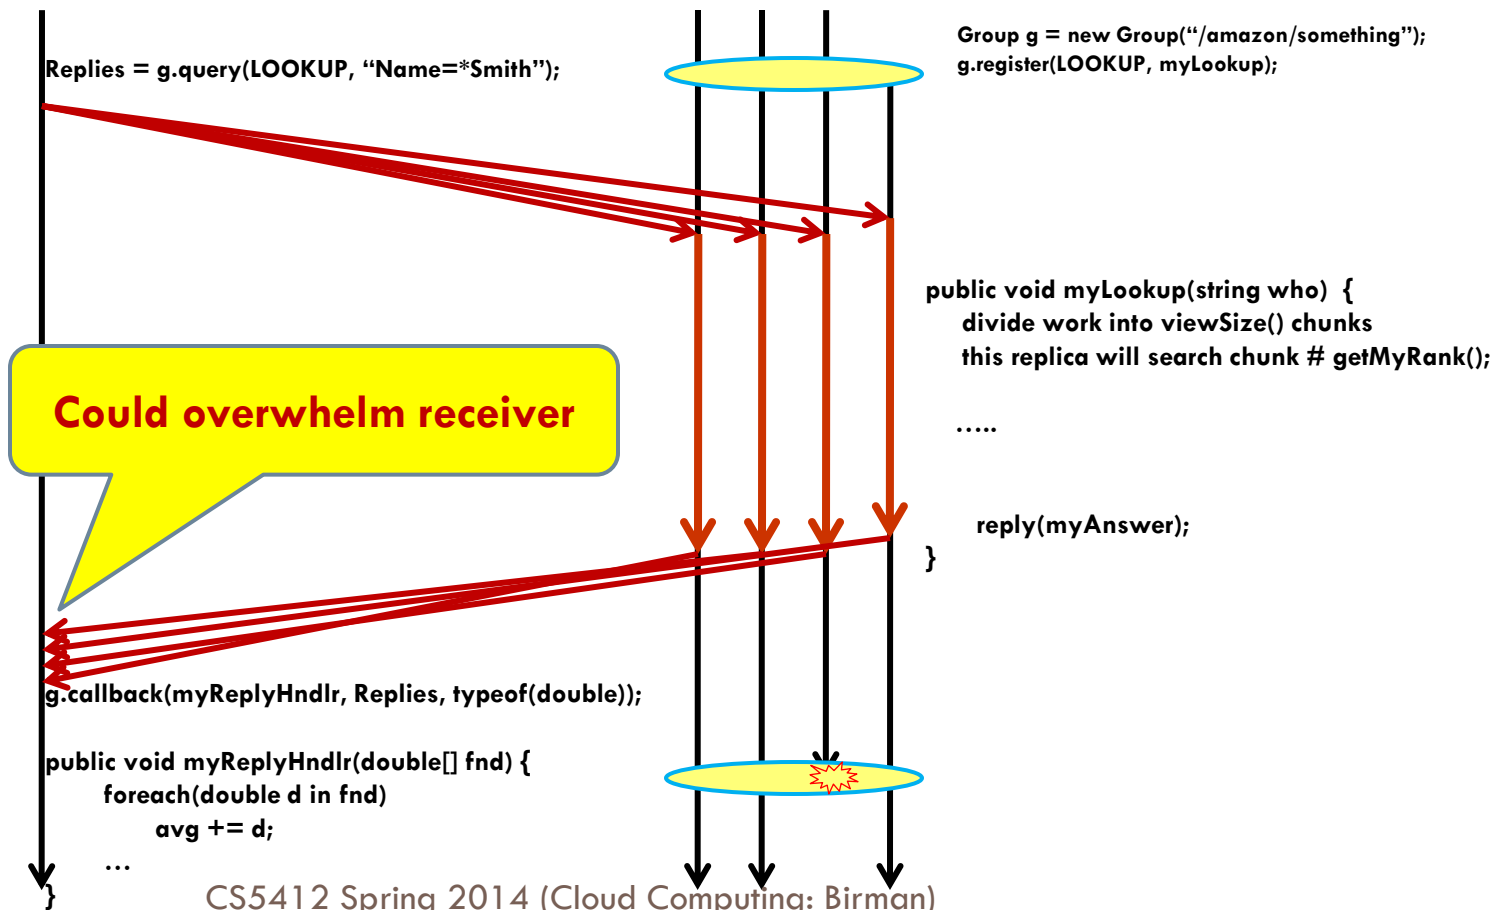 Group g = new Group(“/amazon/something”);
g.register(LOOKUP, myLookup);
Replies = g.query(LOOKUP, “Name=*Smith”);
public void myLookup(string who) {
divide work into viewSize() chunks
this replica will search chunk # getMyRank();
…..
reply(myAnswer);
}
Could overwhelm receiver
g.callback(myReplyHndlr, Replies, typeof(double));
public void myReplyHndlr(double[] fnd) {
foreach(double d in fnd)
avg += d;
…
}
CS5412 Spring 2014 (Cloud Computing: Birman)